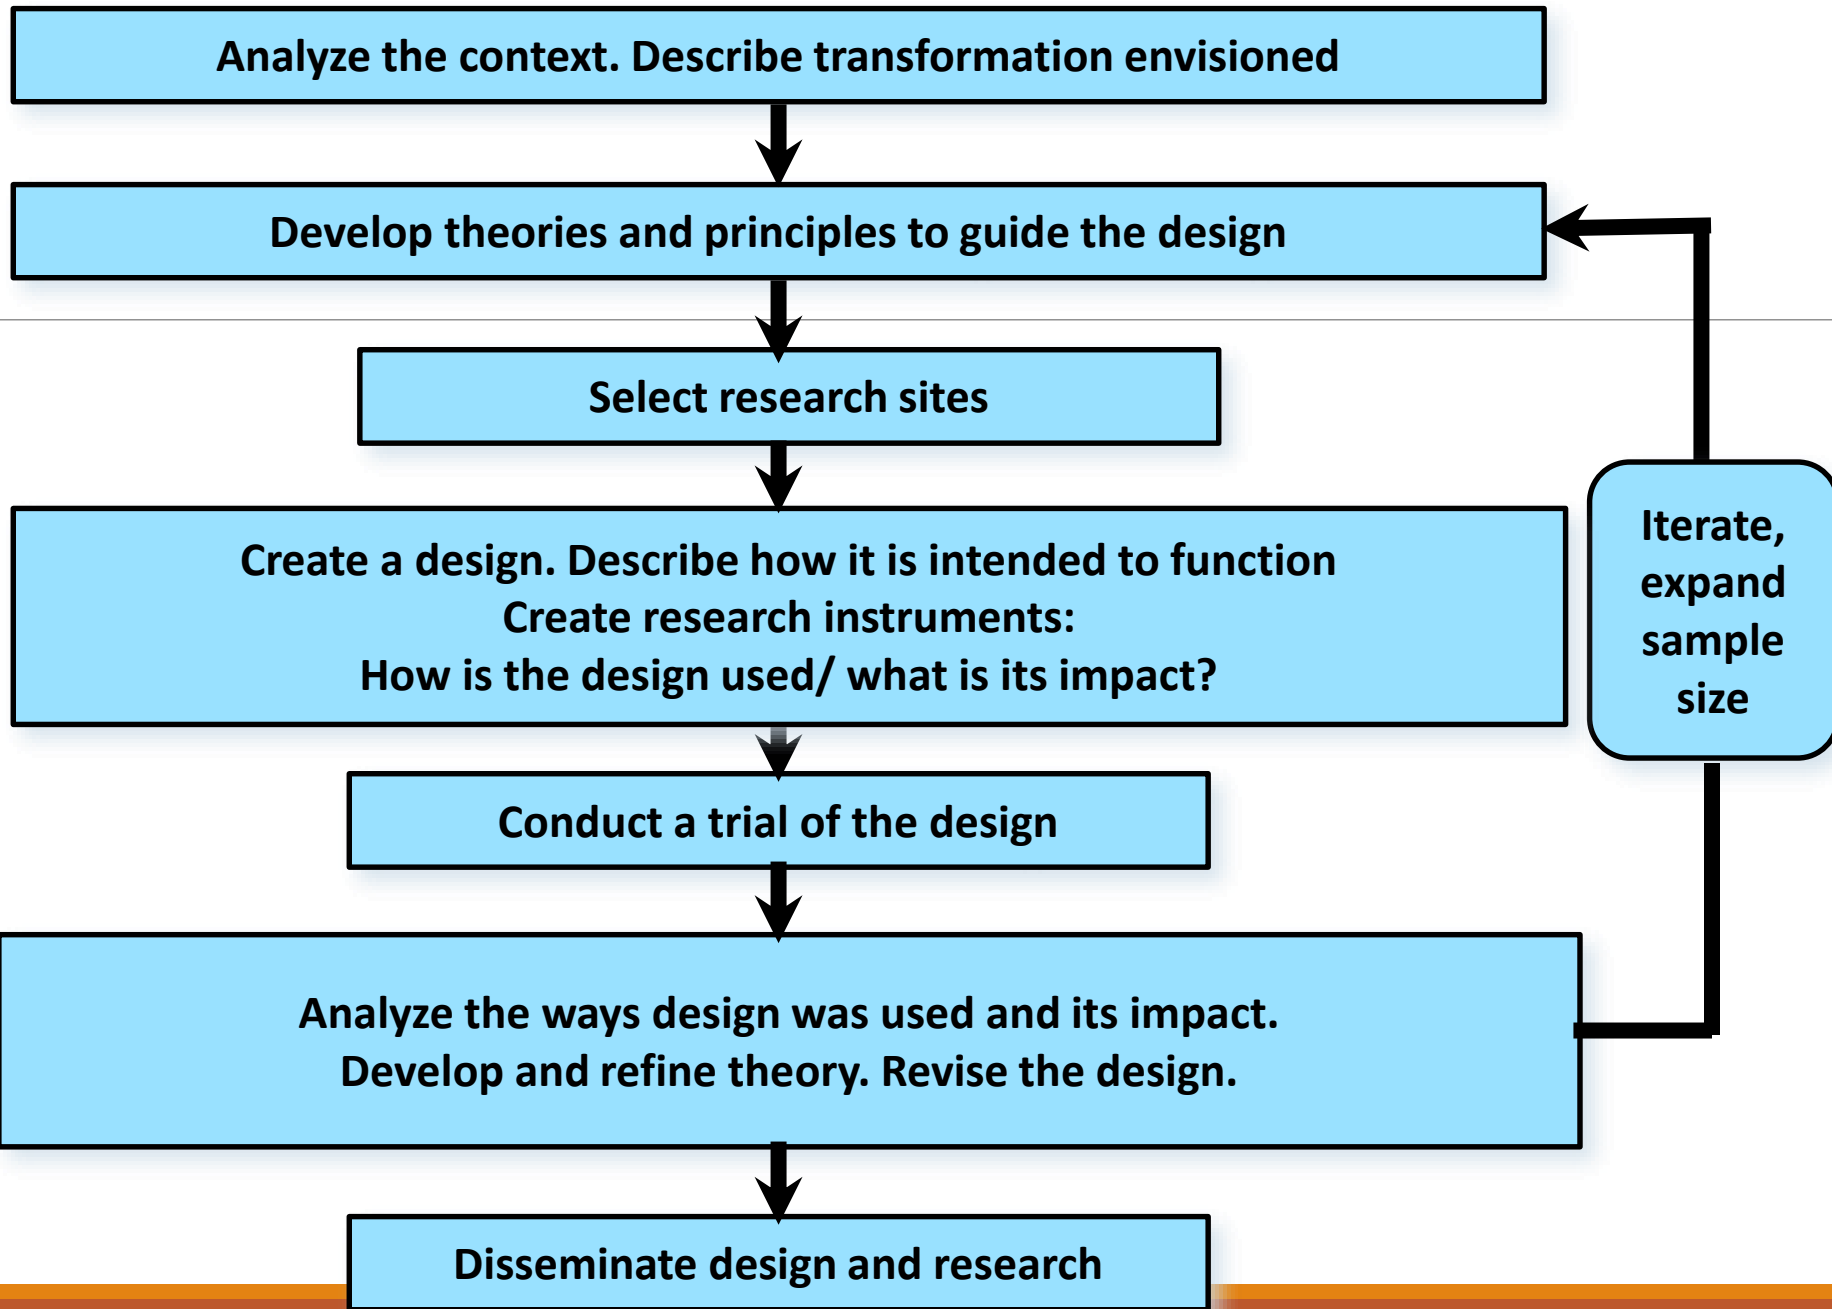 Analyze the context. Describe transformation envisioned
Develop theories and principles to guide the design
Select research sites
Create a design. Describe how it is intended to function
Create research instruments:
How is the design used/ what is its impact?
Iterate,
expand
sample
size
Conduct a trial of the design
Analyze the ways design was used and its impact.
Develop and refine theory. Revise the design.
Disseminate design and research